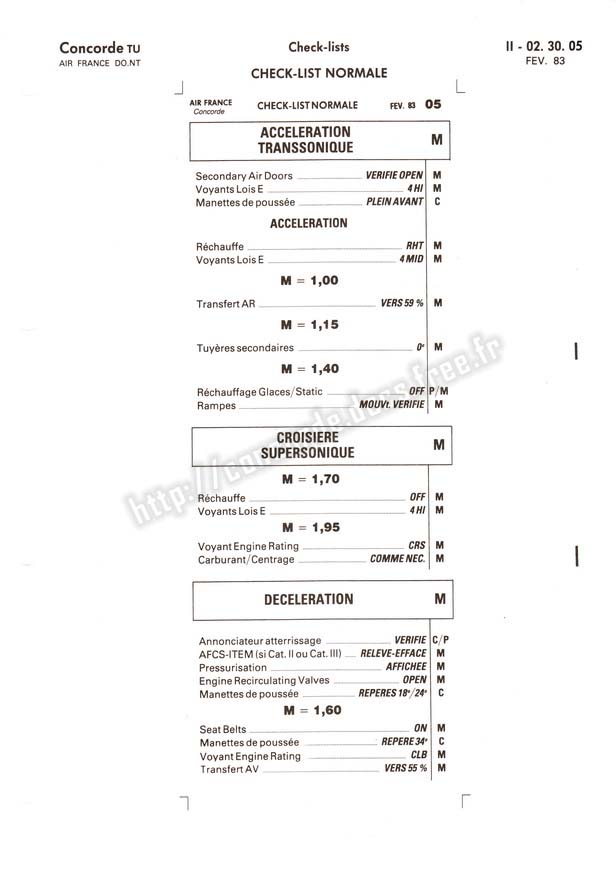 Concorde TU
AIR FRANCE DO.NT
Check-lists
CHECK-LIST NORMALE
II - 02. 30. 05
FEV. 83
AIR FRANCE
Concorde
CHECK-LIST NORMALE FEV. 83 05
ACCELERATION
TRANSSONIQUE M
Secondary Air Doors VERIFIE OPEN M
Voyants Lois E 4 HI M
Manettes de poussée PLEIN AVANT C
ACCELERATION
Réchauffe RHT M
Voyants Lois E 4 MID M
M = 1,00
Transfert AR VERS 59 % M
M = 1,15
Tuyères secondaires 0° M
M = 1,40
Réchauffage Glaces/Static OFF P/M
Rampes MOUVt. VERIFIE M
CROISIERE
SUPERSONIQUE M
M = 1,70
Réchauffe OFF M
Voyants Lois E 4 HI M
M = 1,95
Voyant Engine Rating CRS M
Carburant/Centrage COMME NEC. M
DECELERATION M
Annonciateur atterrissage VERIFIE C/P
AFCS-ITEM (si Cat. II ou Cat. III) RELEVE-EFFACE M
Pressurisation AFFICHEE M
Engine Recirculating Valves OPEN M
Manettes de poussée REPERES 18°/24° C
M = 1,60
Seat Belts ON M
Manettes de poussée REPERE 34° C
Voyant Engine Rating CLB M
Transfert AV VERS 55 % M
http://concorde.docs.free.fr